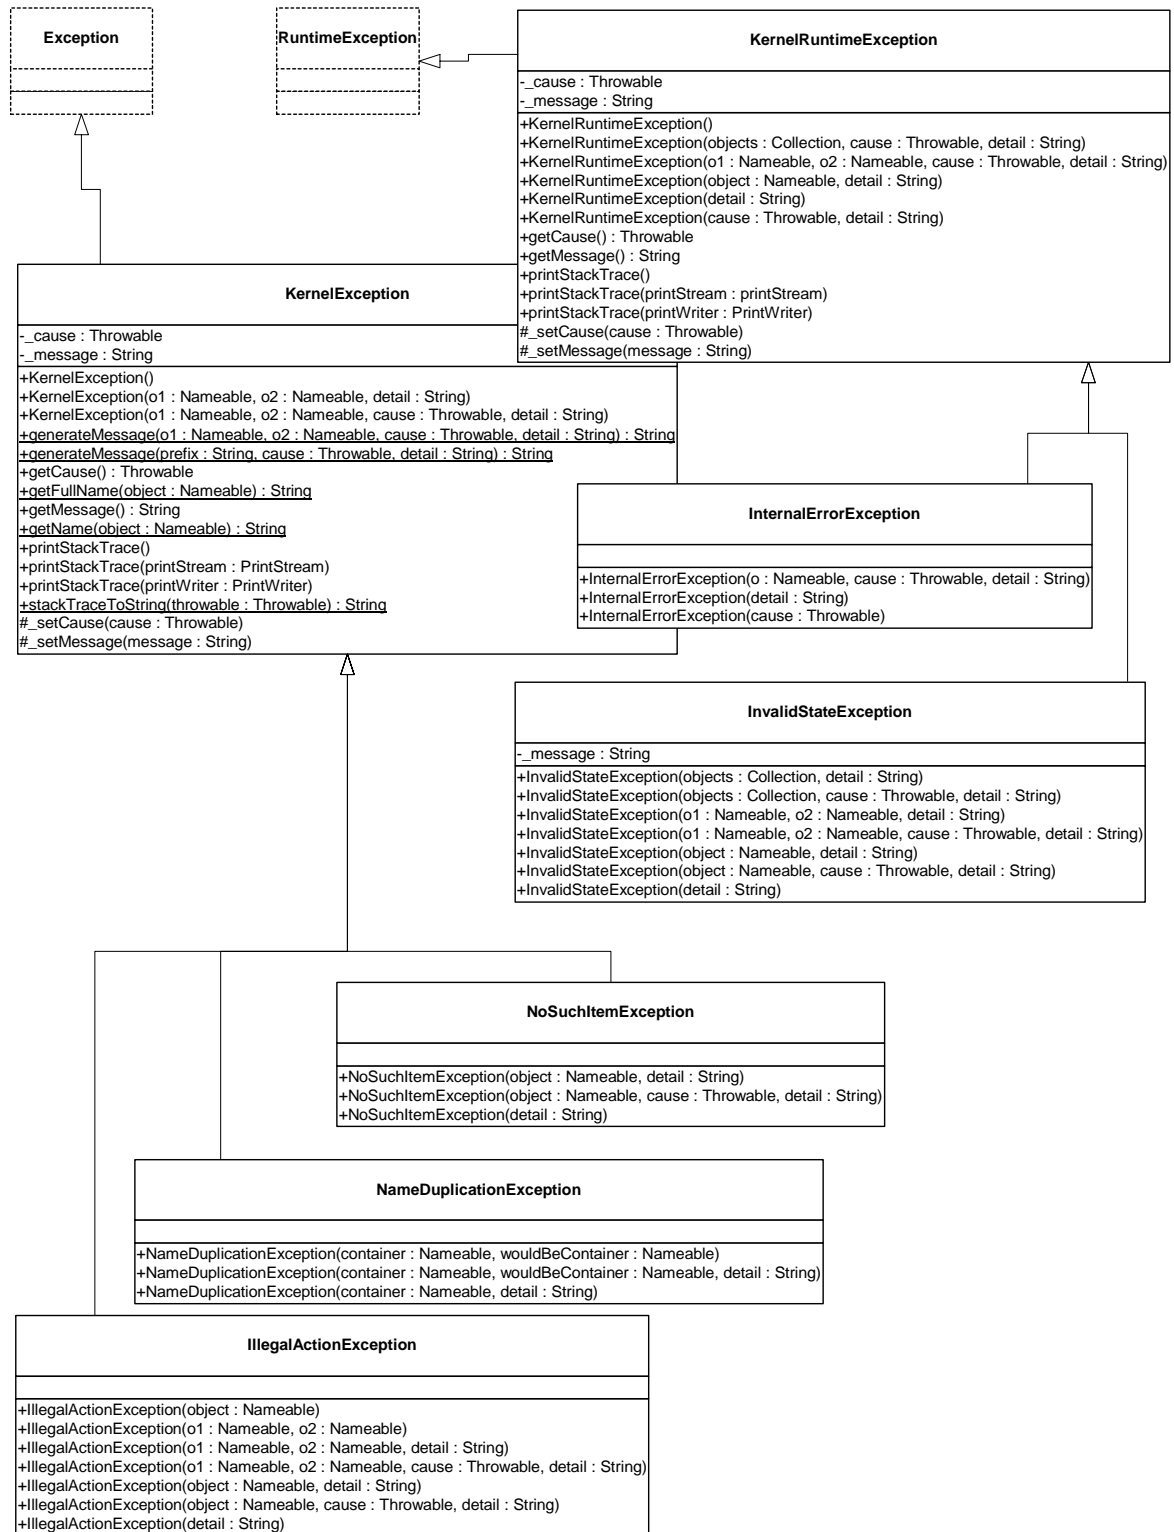 Exception
RuntimeException
KernelRuntimeException
-_cause : Throwable
-_message : String
+KernelRuntimeException()
+KernelRuntimeException(objects : Collection, cause : Throwable, detail : String)
+KernelRuntimeException(o1 : Nameable, o2 : Nameable, cause : Throwable, detail : String)
+KernelRuntimeException(object : Nameable, detail : String)
+KernelRuntimeException(detail : String)
+KernelRuntimeException(cause : Throwable, detail : String)
+getCause() : Throwable
+getMessage() : String
+printStackTrace()
+printStackTrace(printStream : printStream)
+printStackTrace(printWriter : PrintWriter)
#_setCause(cause : Throwable)
#_setMessage(message : String)
KernelException
-_cause : Throwable
-_message : String
+KernelException()
+KernelException(o1 : Nameable, o2 : Nameable, detail : String)
+KernelException(o1 : Nameable, o2 : Nameable, cause : Throwable, detail : String)
+generateMessage(o1 : Nameable, o2 : Nameable, cause : Throwable, detail : String) : String
+generateMessage(prefix : String, cause : Throwable, detail : String) : String
+getCause() : Throwable
+getFullName(object : Nameable) : String
+getMessage() : String
+getName(object : Nameable) : String
+printStackTrace()
+printStackTrace(printStream : PrintStream)
+printStackTrace(printWriter : PrintWriter)
+stackTraceToString(throwable : Throwable) : String
#_setCause(cause : Throwable)
#_setMessage(message : String)
InternalErrorException
+InternalErrorException(o : Nameable, cause : Throwable, detail : String)
+InternalErrorException(detail : String)
+InternalErrorException(cause : Throwable)
InvalidStateException
-_message : String
+InvalidStateException(objects : Collection, detail : String)
+InvalidStateException(objects : Collection, cause : Throwable, detail : String)
+InvalidStateException(o1 : Nameable, o2 : Nameable, detail : String)
+InvalidStateException(o1 : Nameable, o2 : Nameable, cause : Throwable, detail : String)
+InvalidStateException(object : Nameable, detail : String)
+InvalidStateException(object : Nameable, cause : Throwable, detail : String)
+InvalidStateException(detail : String)
NoSuchItemException
+NoSuchItemException(object : Nameable, detail : String)
+NoSuchItemException(object : Nameable, cause : Throwable, detail : String)
+NoSuchItemException(detail : String)
NameDuplicationException
+NameDuplicationException(container : Nameable, wouldBeContainer : Nameable)
+NameDuplicationException(container : Nameable, wouldBeContainer : Nameable, detail : String)
+NameDuplicationException(container : Nameable, detail : String)
IllegalActionException
+IllegalActionException(object : Nameable)
+IllegalActionException(o1 : Nameable, o2 : Nameable)
+IllegalActionException(o1 : Nameable, o2 : Nameable, detail : String)
+IllegalActionException(o1 : Nameable, o2 : Nameable, cause : Throwable, detail : String)
+IllegalActionException(object : Nameable, detail : String)
+IllegalActionException(object : Nameable, cause : Throwable, detail : String)
+IllegalActionException(detail : String)